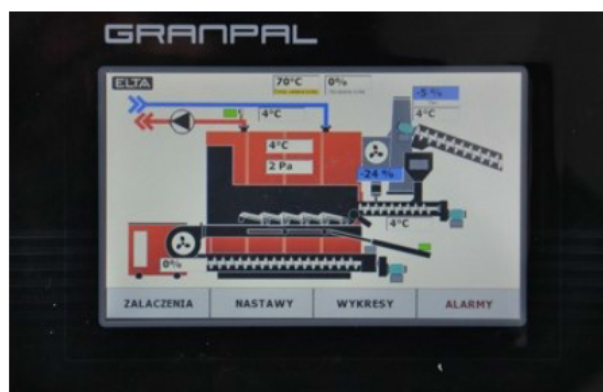 GRANPAL
ELTA
70°C 0%
-5 %
4°C 4°C
4°C
2 Pa
-24 %
4°C
0%
ZALACZENIA NASTAWY WYKRESY ALARMY